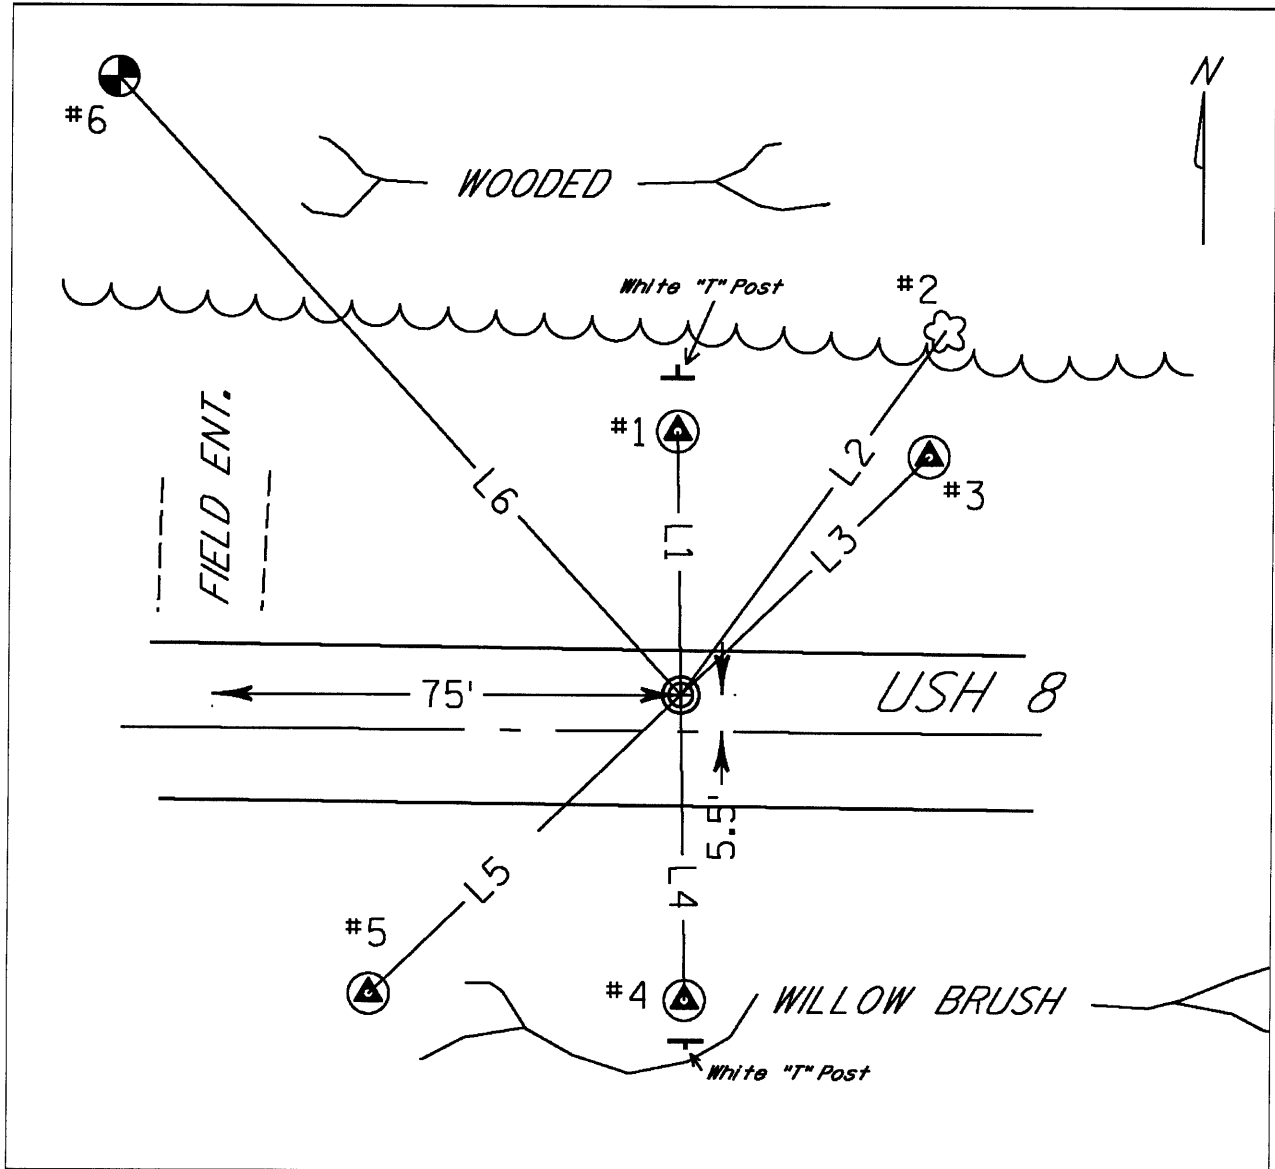 N
#6
WOODED
White "T" Post
#2
FIELD ENT.
#1
#3
L6
L2
L1
L3
75'
USH 8
5.5'
L5
L4
#5
#4
WILLOW BRUSH
White "T" Post